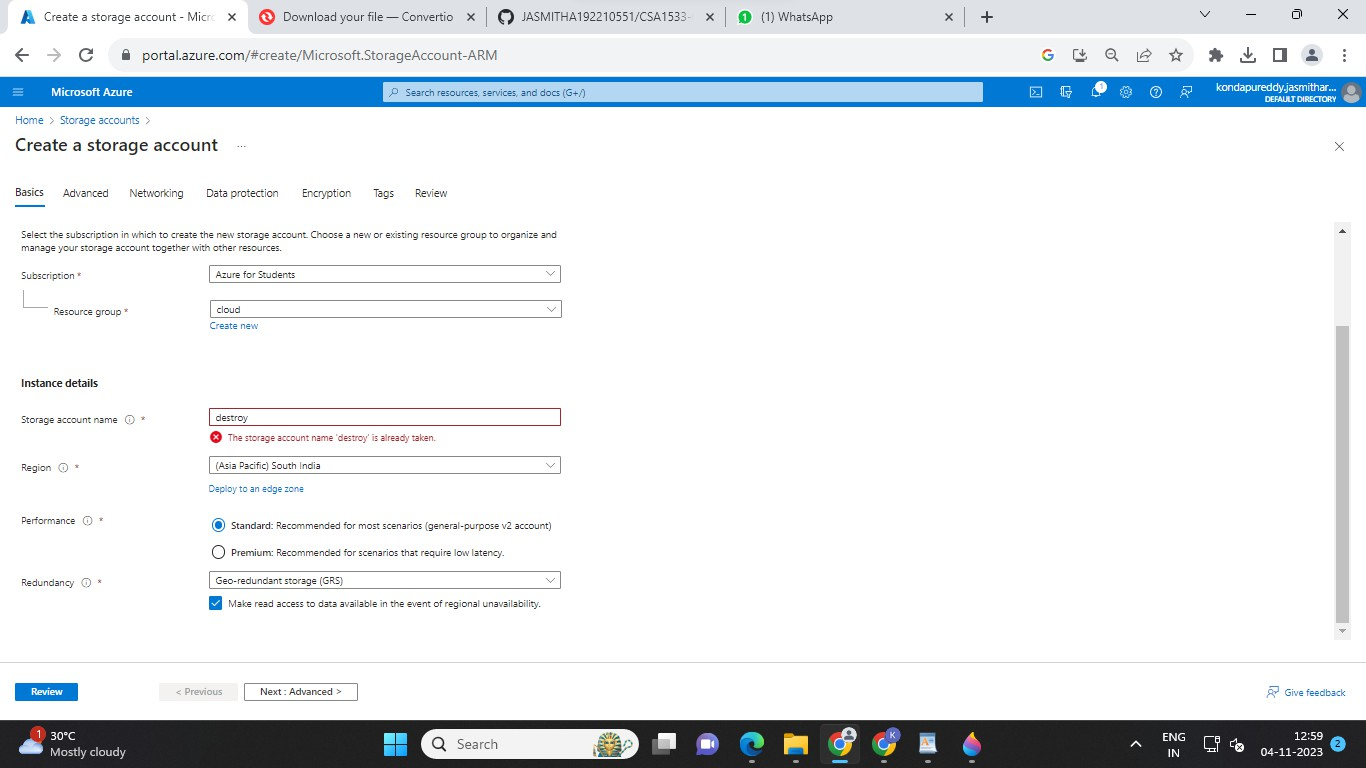 Create a storage account - Micr
Download your file — Convertio
JASMITHA192210551/CSA1533-
(1) WhatsApp
portal.azure.com/#create/Microsoft.StorageAccount-ARM
Microsoft Azure
Search resources, services, and docs (G+/)
1
kondapureddy.jasmithar...
DEFAULT DIRECTORY
Home > Storage accounts >
Create a storage account ...
Basics Advanced Networking Data protection Encryption Tags Review
Select the subscription in which to create the new storage account. Choose a new or existing resource group to organize and
manage your storage account together with other resources.
Subscription * Azure for Students
Resource group * cloud
Create new
Instance details
Storage account name * destroy
The storage account name 'destroy' is already taken.
Region * (Asia Pacific) South India
Deploy to an edge zone
Performance * Standard: Recommended for most scenarios (general-purpose v2 account)
Premium: Recommended for scenarios that require low latency.
Redundancy * Geo-redundant storage (GRS)
Make read access to data available in the event of regional unavailability.
Review < Previous Next : Advanced > Give feedback
1 30°C
Mostly cloudy
Search
K
ENG
IN
12:59
04-11-2023
2